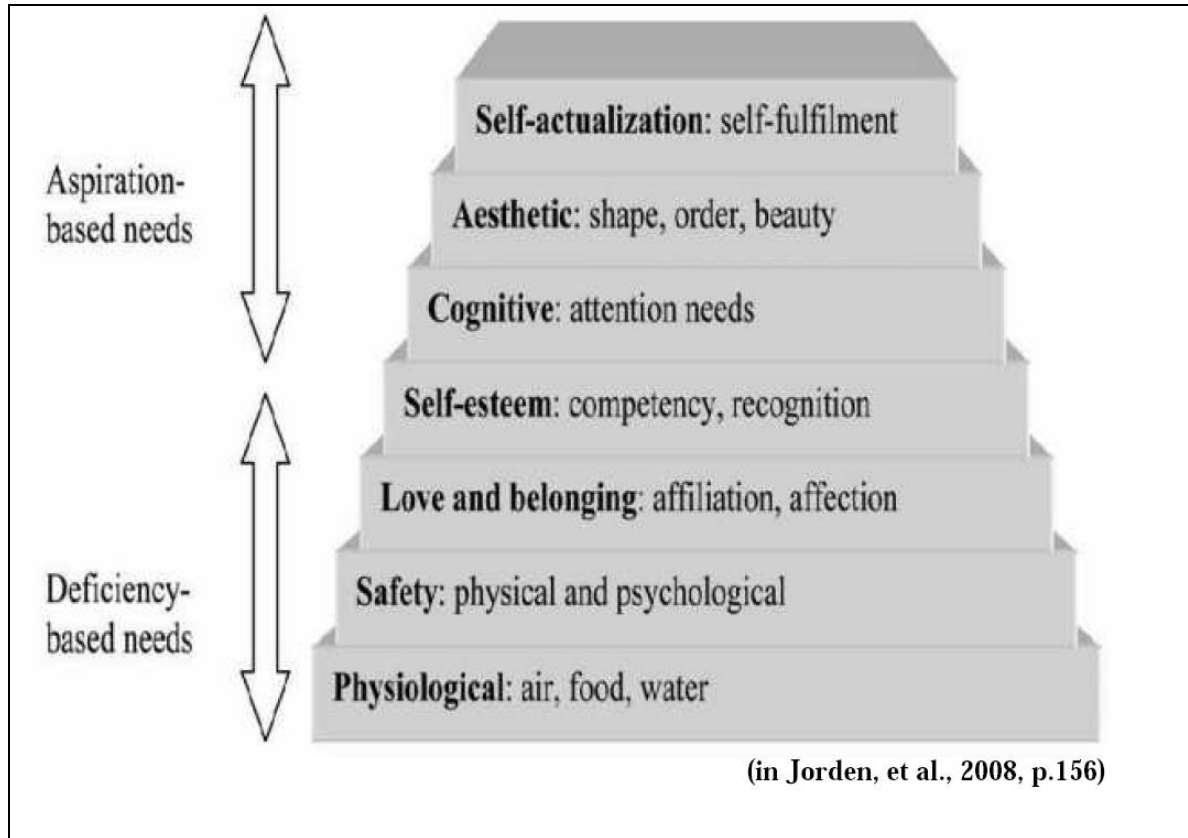 Self-actualization: self-fulfilment
Aspiration-
based needs
Aesthetic: shape, order, beauty
Cognitive: attention needs
Self-esteem: competency, recognition
Love and belonging: affiliation, affection
Deficiency-
based needs
Safety: physical and psychological
Physiological: air, food, water
(in Jorden, et al., 2008, p.156)